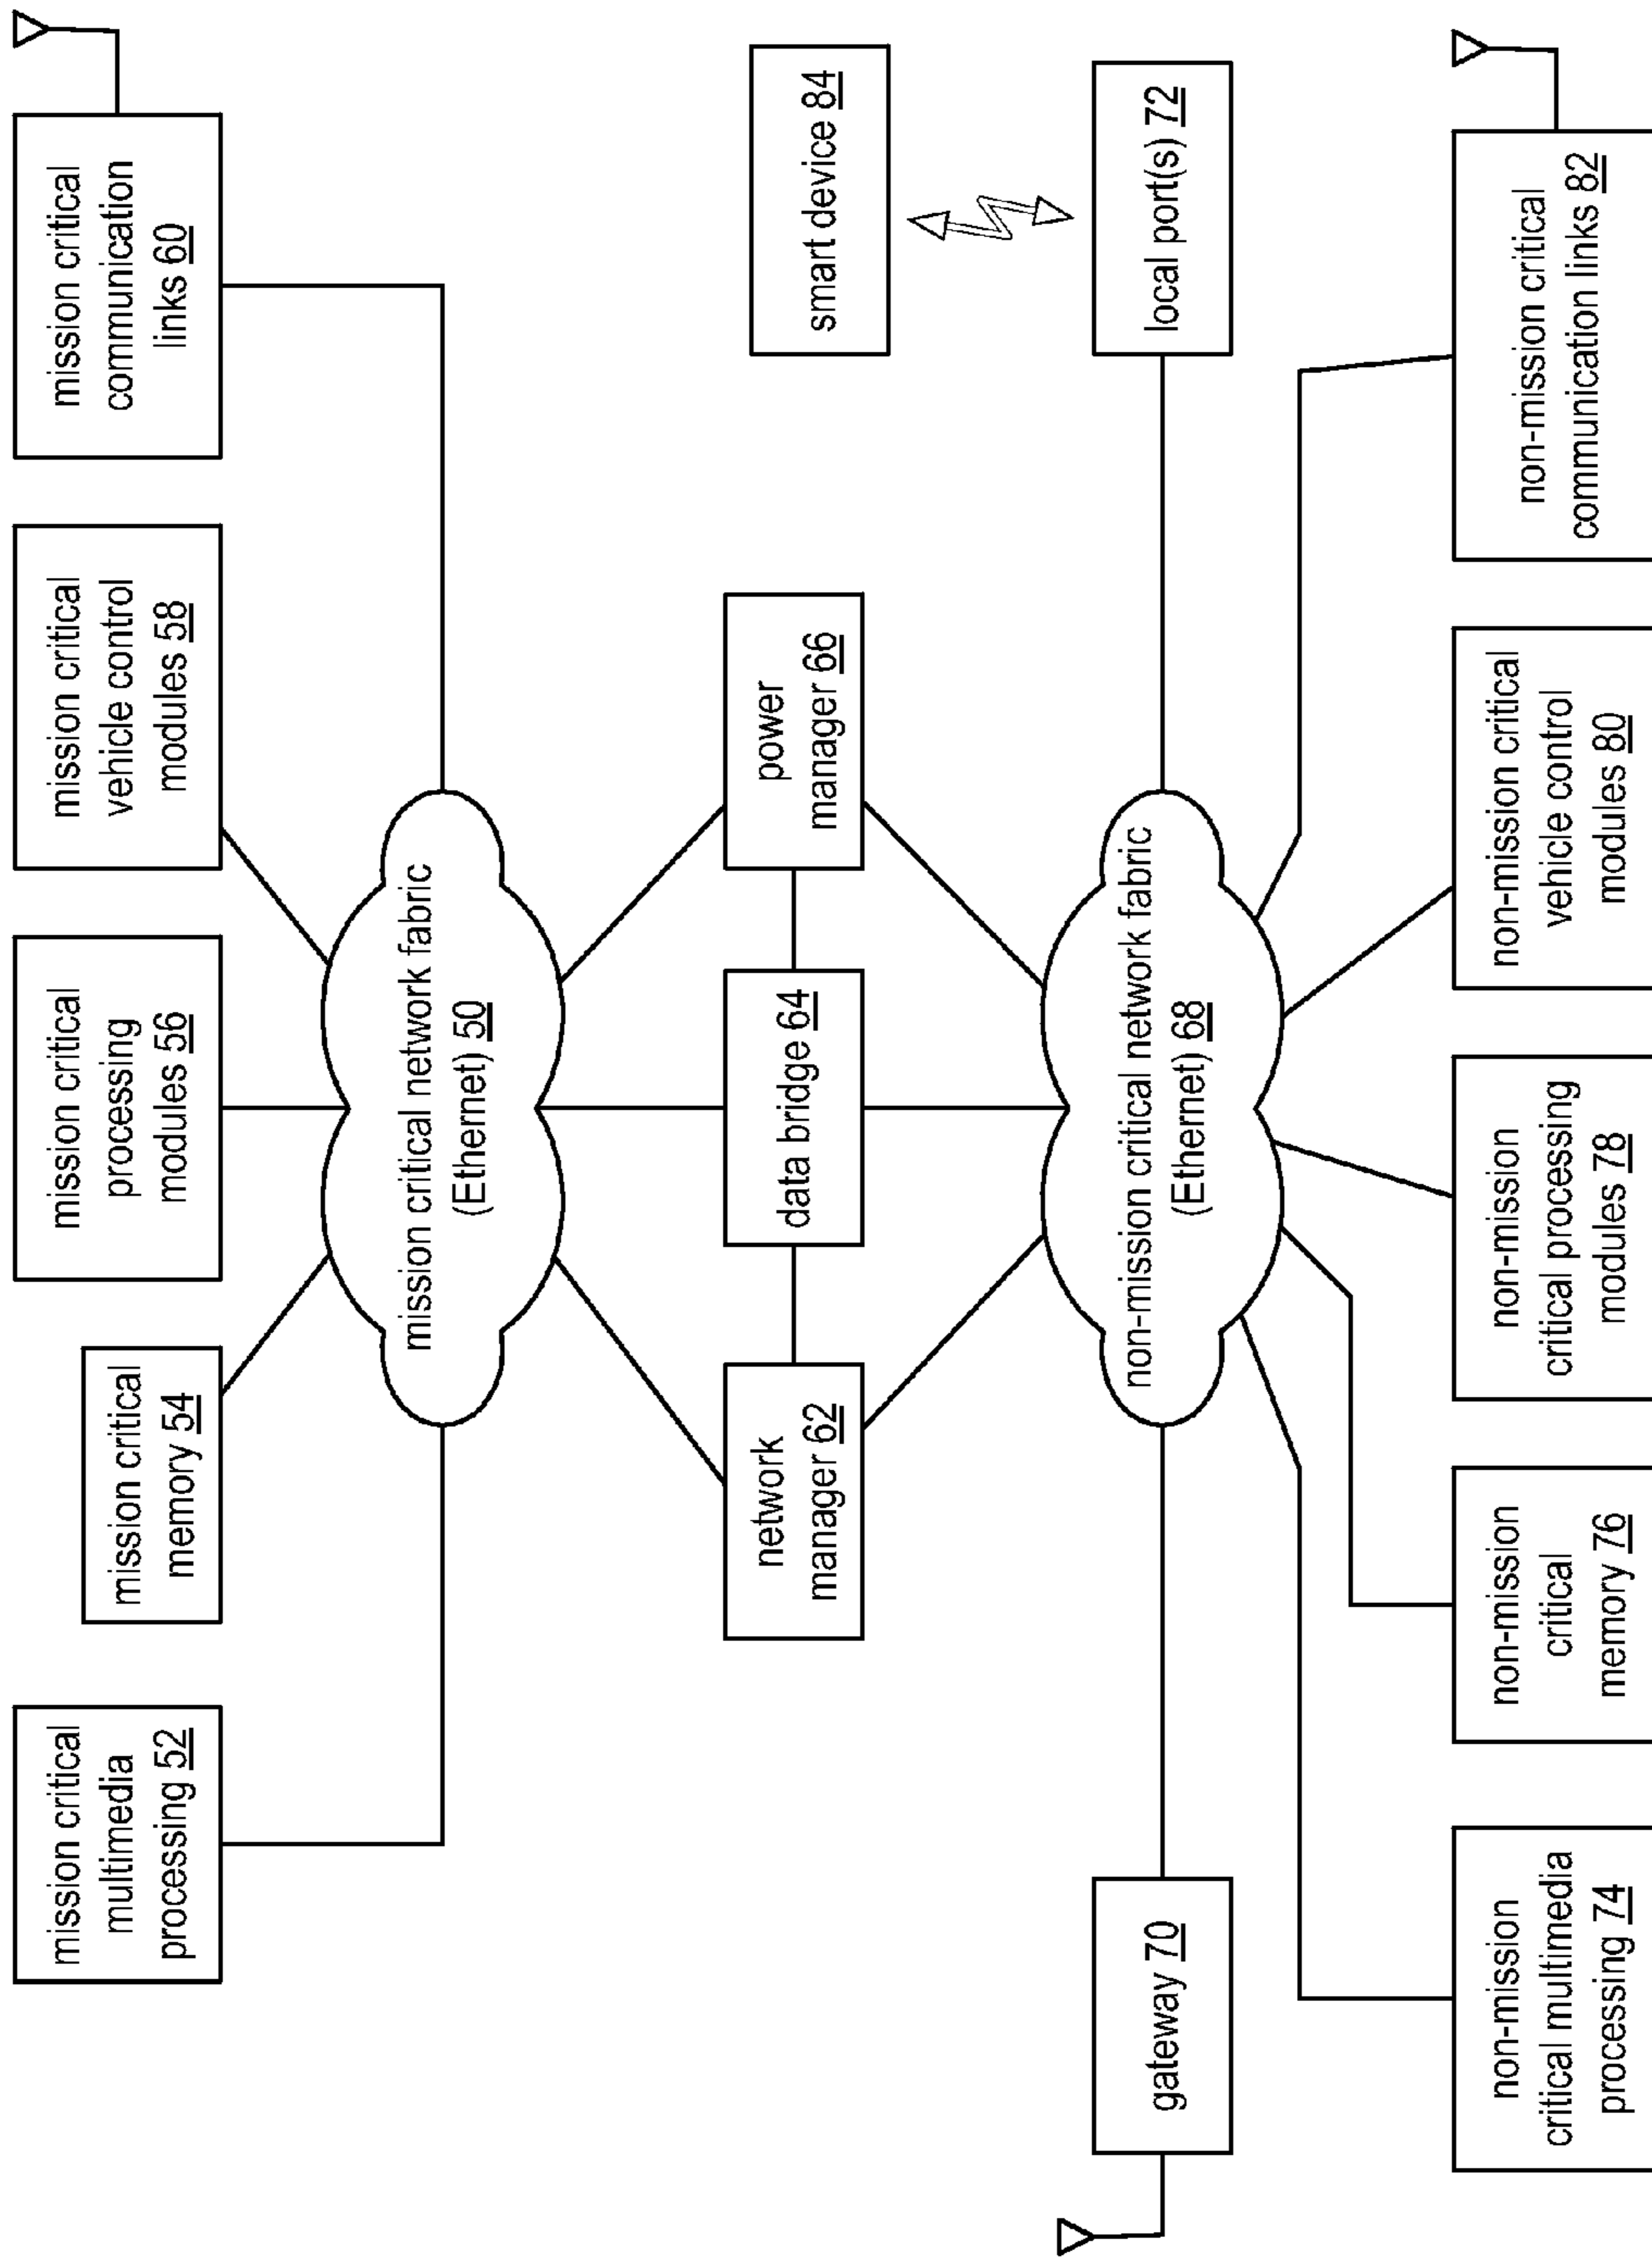 mission critical
multimedia
processing 52
mission critical
memory 54
mission critical
processing
modules 56
mission critical
vehicle control
modules 58
mission critical
communication
links 60
mission critical network fabric
(Ethernet) 50
network
manager 62
data bridge 64
power
manager 66
smart device 84
gateway 70
non-mission critical network fabric
(Ethernet) 68
local port(s) 72
non-mission
critical multimedia
processing 74
non-mission
critical
memory 76
non-mission
critical processing
modules 78
non-mission critical
vehicle control
modules 80
non-mission critical
communication links 82